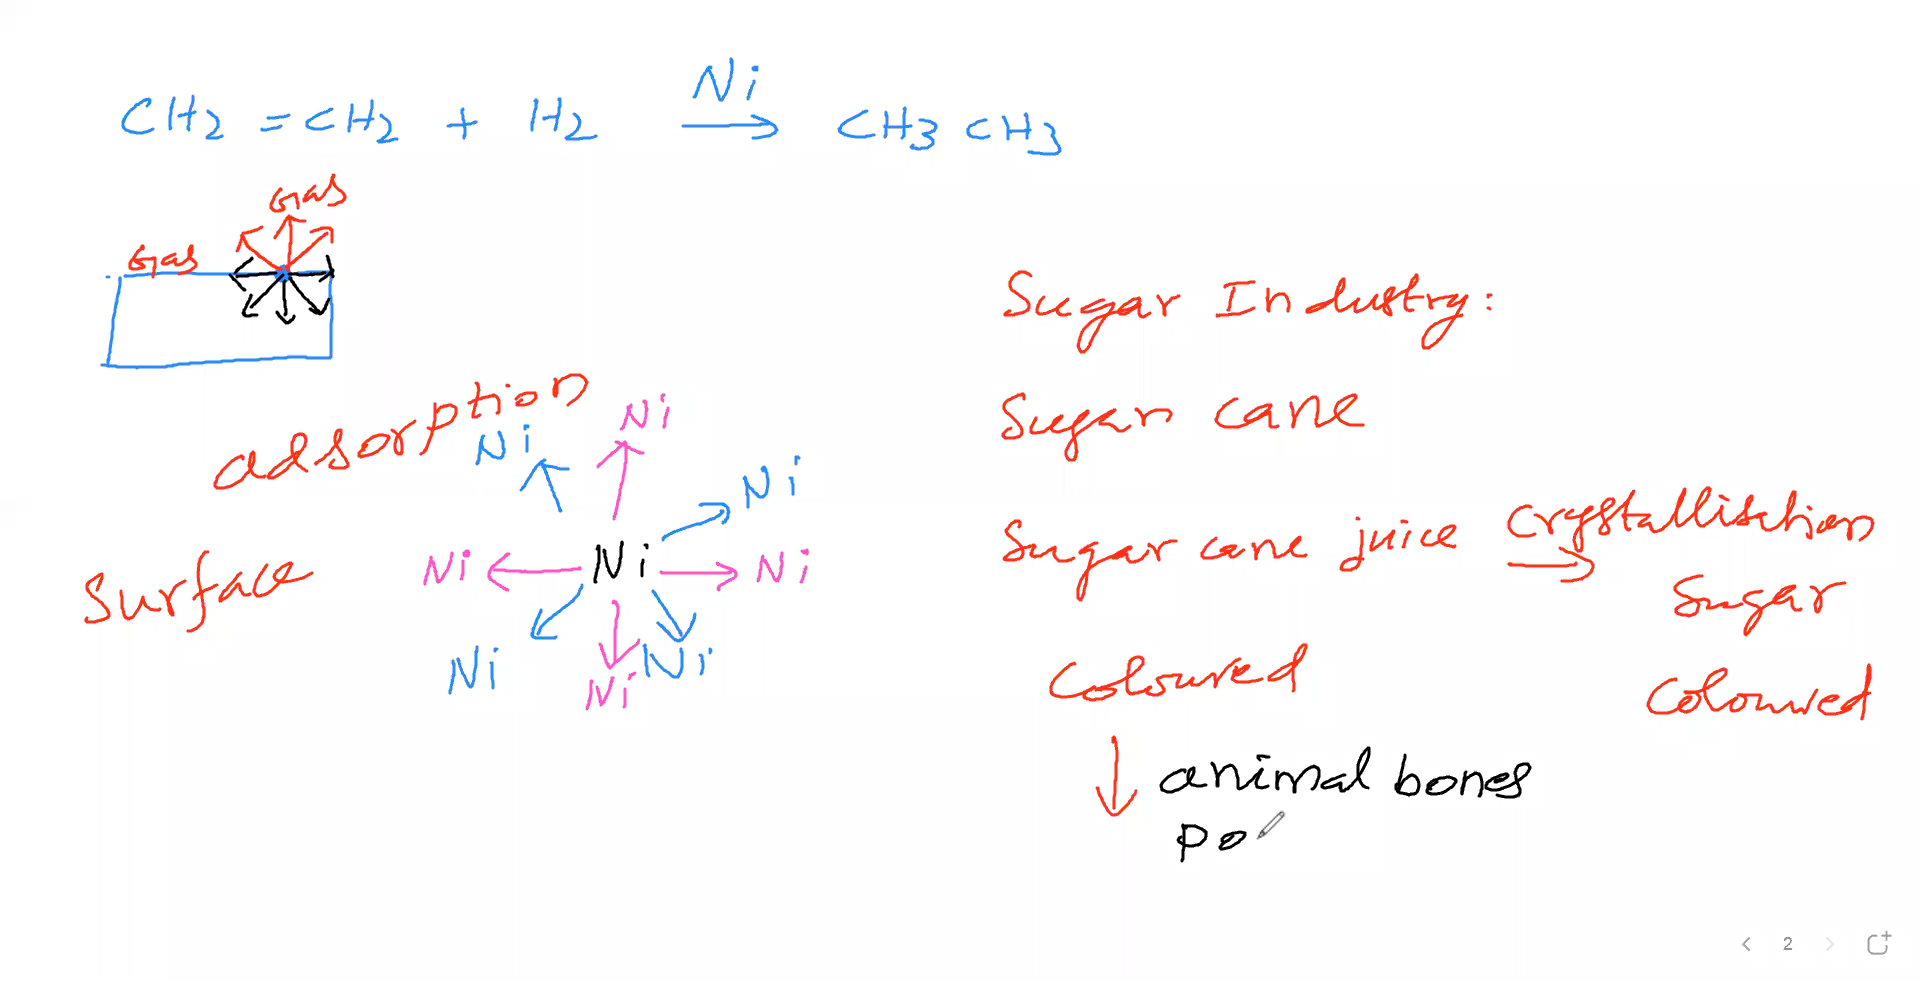 CH2 = CH2 + H2 Ni → CH3 CH3
Gas
Gas
adsorption
Surface
Ni
Ni
Ni
Ni
Ni
Ni
Ni
Ni
Ni
Sugar Industry:
Sugar cane
Sugar cane juice Crystallisation →
Sugar
Coloured
Coloured
↓ animal bones
Po
2